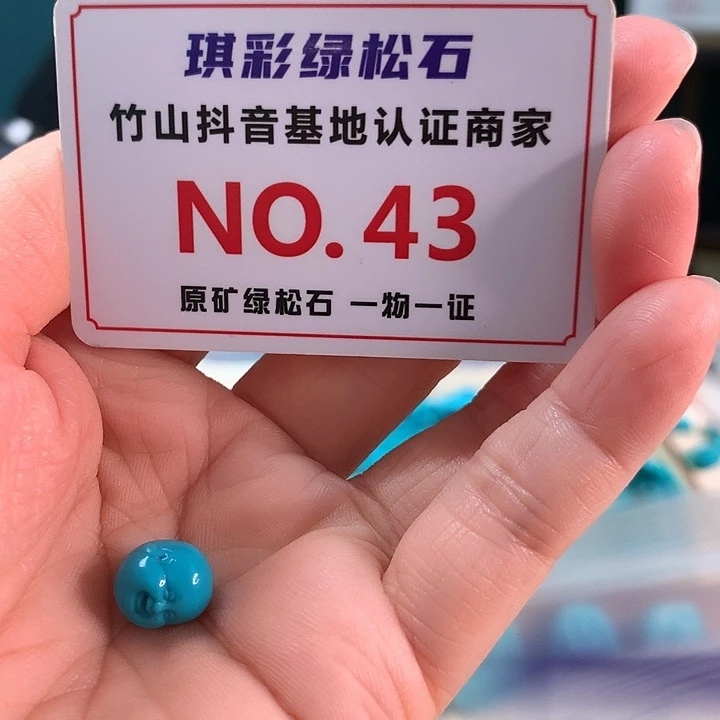 琪彩绿松石
竹山抖音基地认证商家
NO.43
原矿绿松石 一物一证